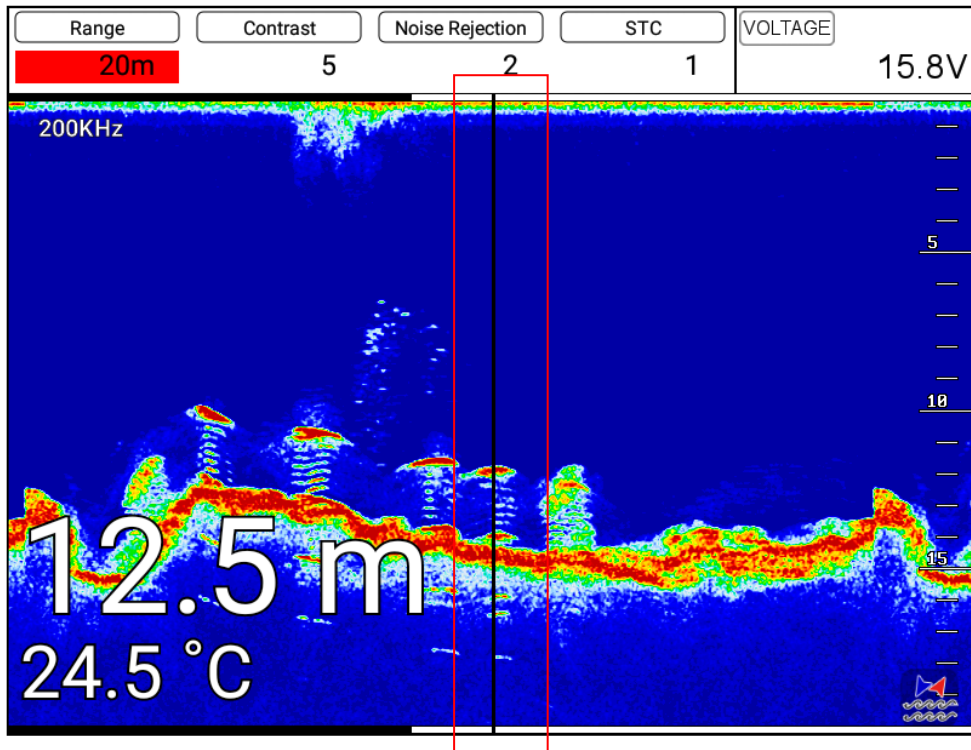 Range Contrast Noise Rejection STC VOLTAGE
20m 5 2 1 15.8V
200KHz
5
10
12.5 m
15
24.5 °C